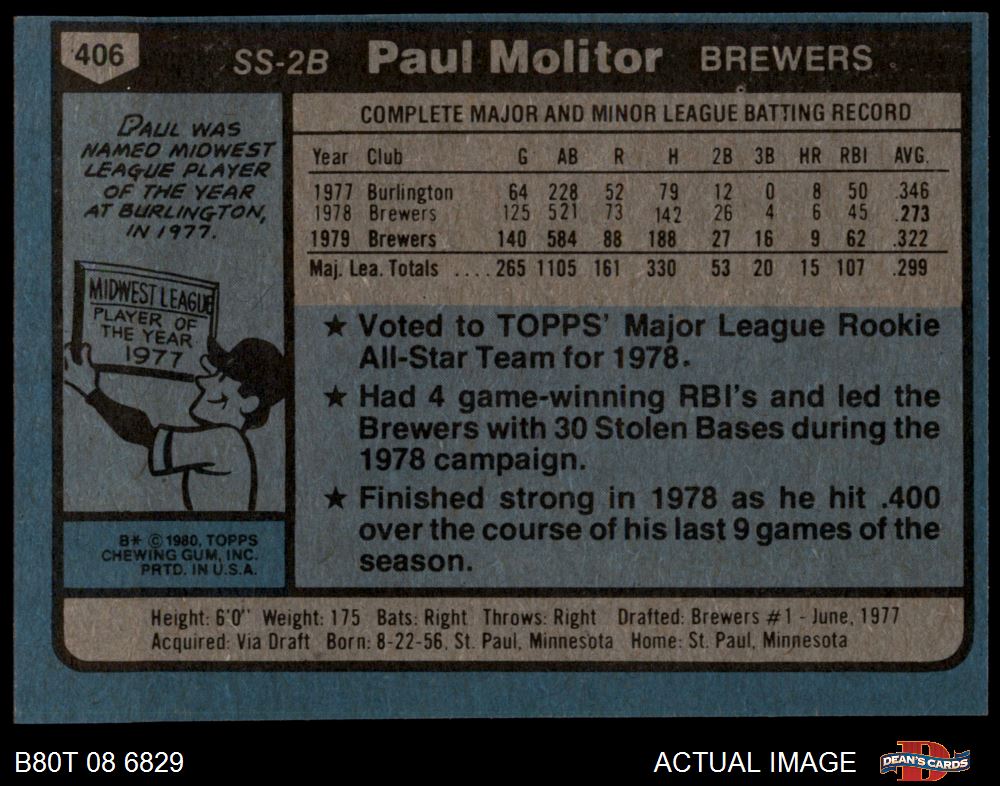 406 SS-2B Paul Molitor BREWERS
PAUL WAS
NAMED MIDWEST
LEAGUE PLAYER
OF THE YEAR
AT BURLINGTON,
IN 1977.
MIDWEST LEAGUE
PLAYER OF
THE YEAR
1977
B* © 1980, TOPPS
CHEWING GUM, INC.
PRTD. IN U.S.A.
COMPLETE MAJOR AND MINOR LEAGUE BATTING RECORD
Year Club G AB R H 2B 3B HR RBI AVG.
1977 Burlington 64 228 52 79 12 0 8 50 .346
1978 Brewers 125 521 73 142 26 4 6 45 .273
1979 Brewers 140 584 88 188 27 16 9 62 .322
Maj. Lea. Totals .... 265 1105 161 330 53 20 15 107 .299
★ Voted to TOPPS' Major League Rookie
All-Star Team for 1978.
★ Had 4 game-winning RBI's and led the
Brewers with 30 Stolen Bases during the
1978 campaign.
★ Finished strong in 1978 as he hit .400
over the course of his last 9 games of the
season.
Height: 6'0" Weight: 175 Bats: Right Throws: Right Drafted: Brewers #1 - June, 1977
Acquired: Via Draft Born: 8-22-56, St. Paul, Minnesota Home: St. Paul, Minnesota
B80T 08 6829 ACTUAL IMAGE DEAN'S CARDS